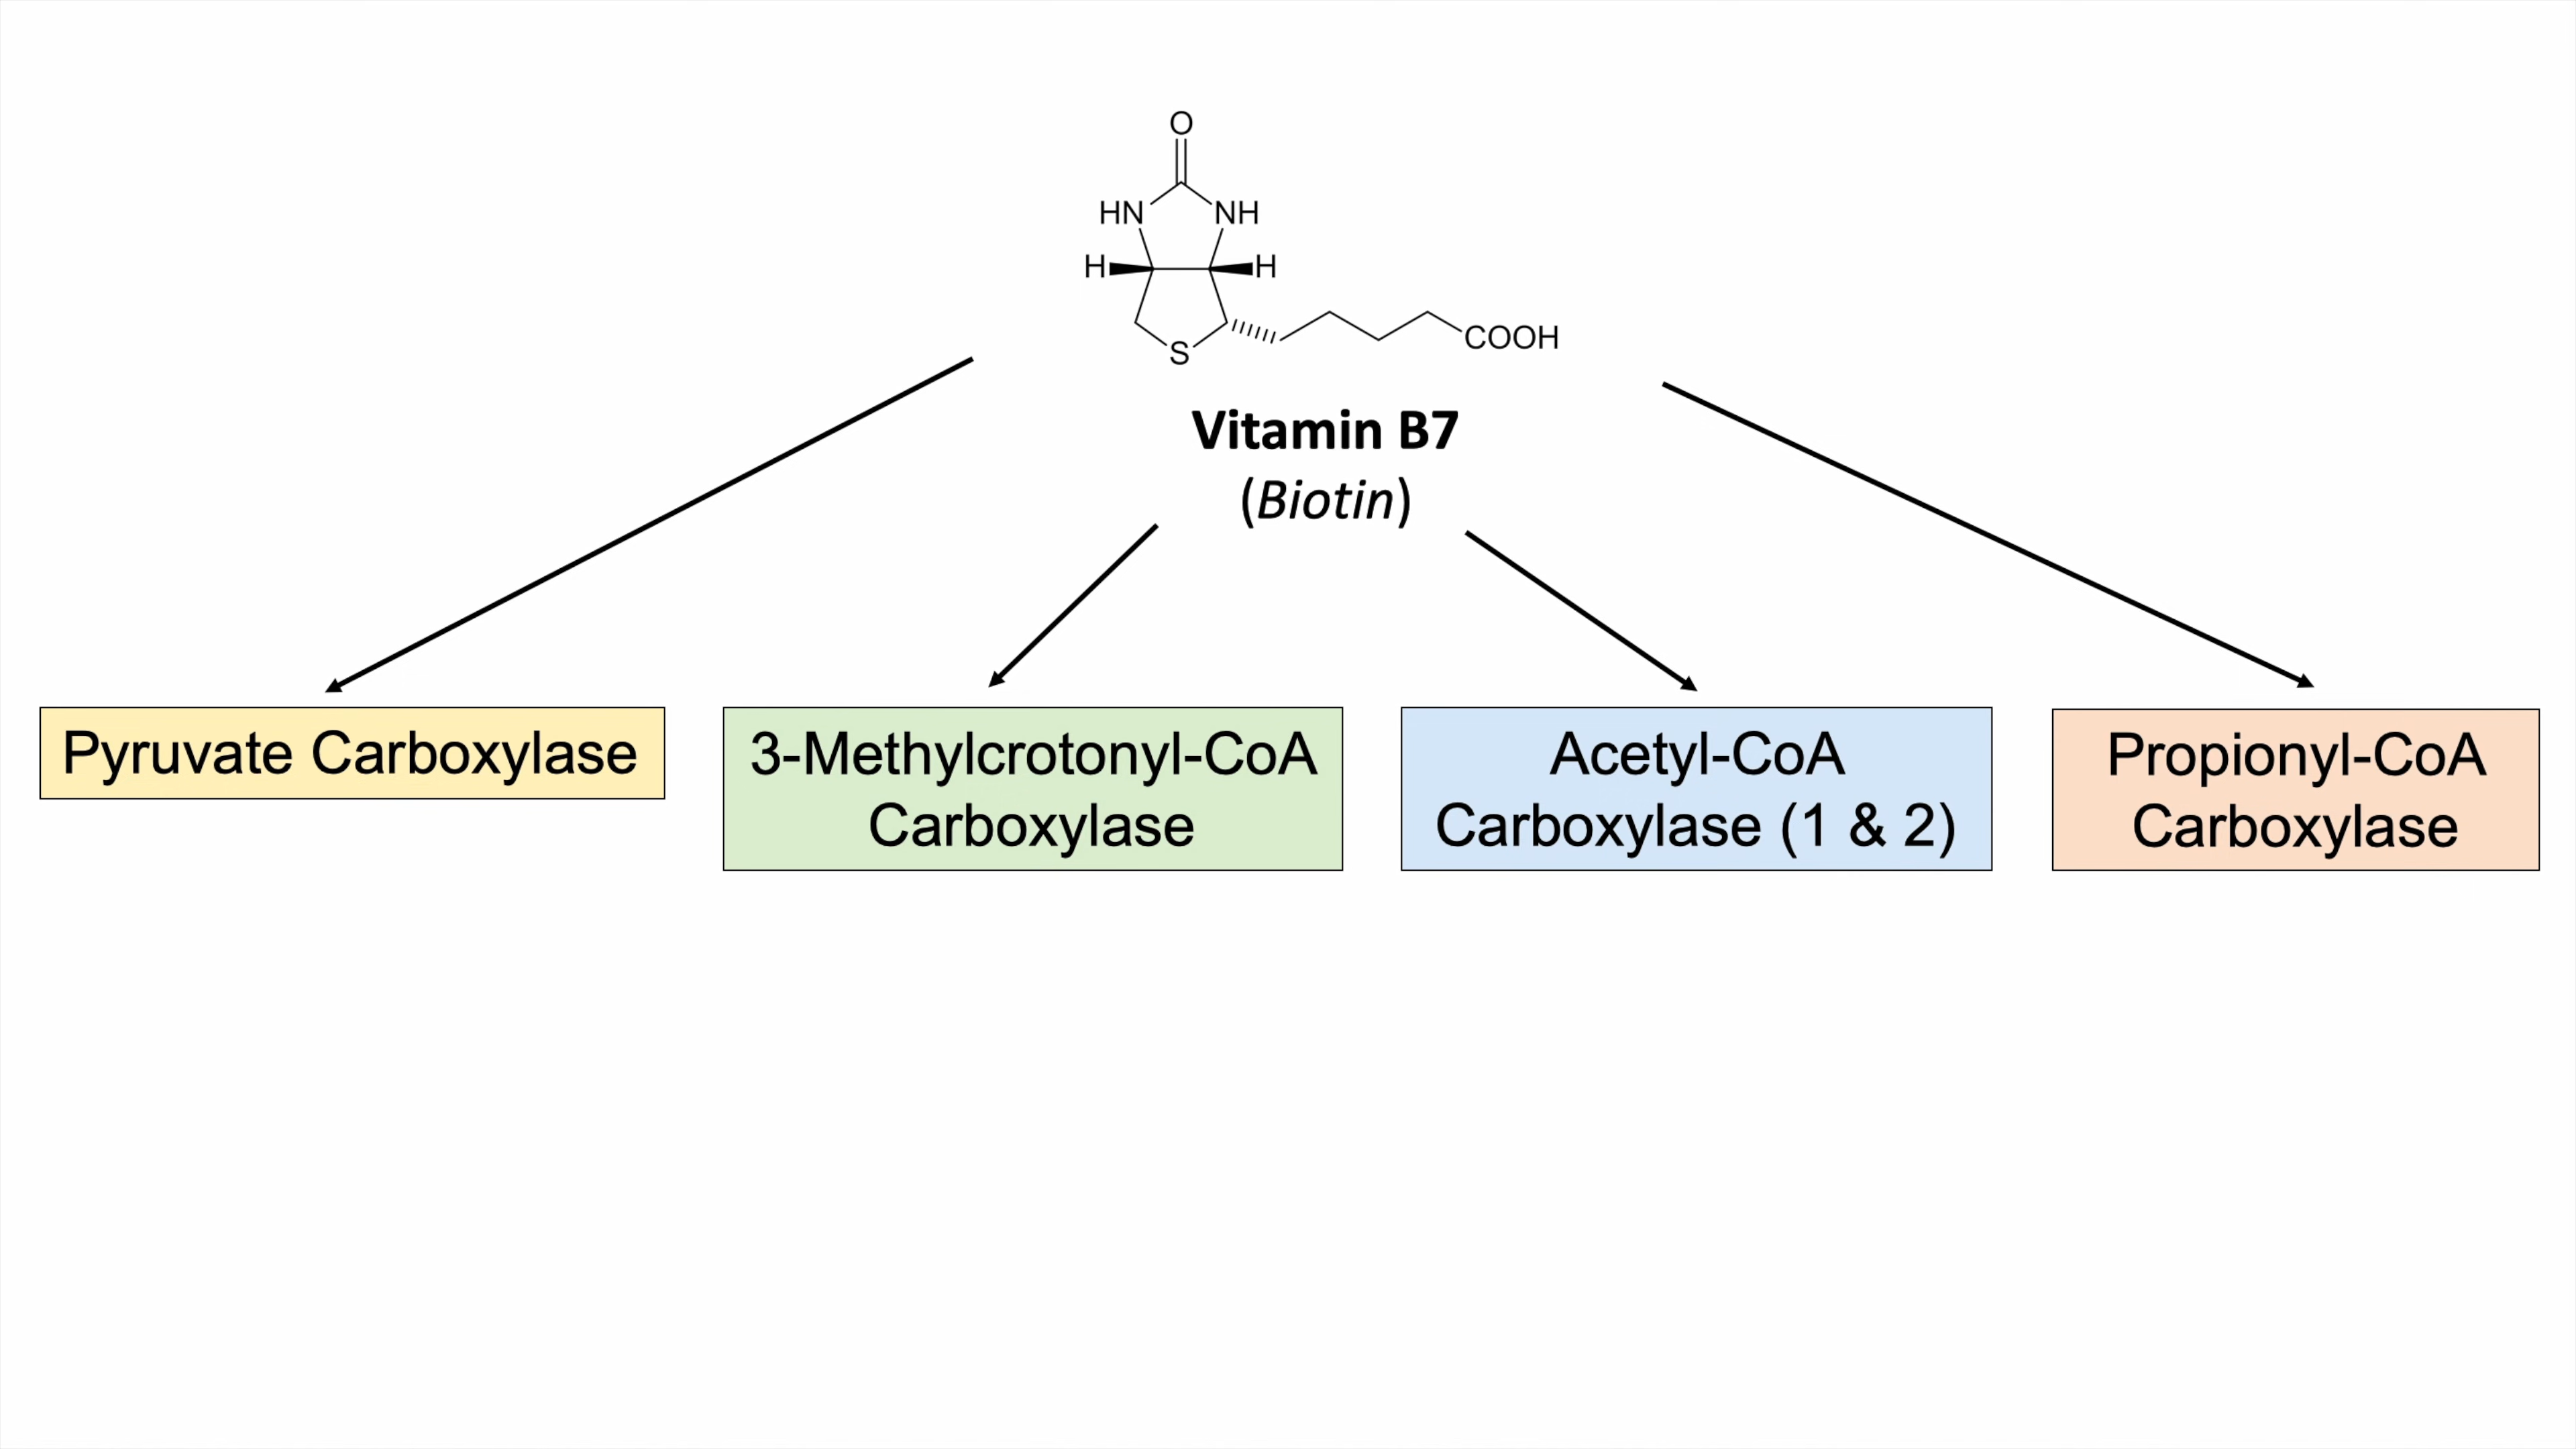 O
HN NH
H H
S
COOH
Vitamin B7
(Biotin)
Pyruvate Carboxylase
3-Methylcrotonyl-CoA
Carboxylase
Acetyl-CoA
Carboxylase (1 & 2)
Propionyl-CoA
Carboxylase